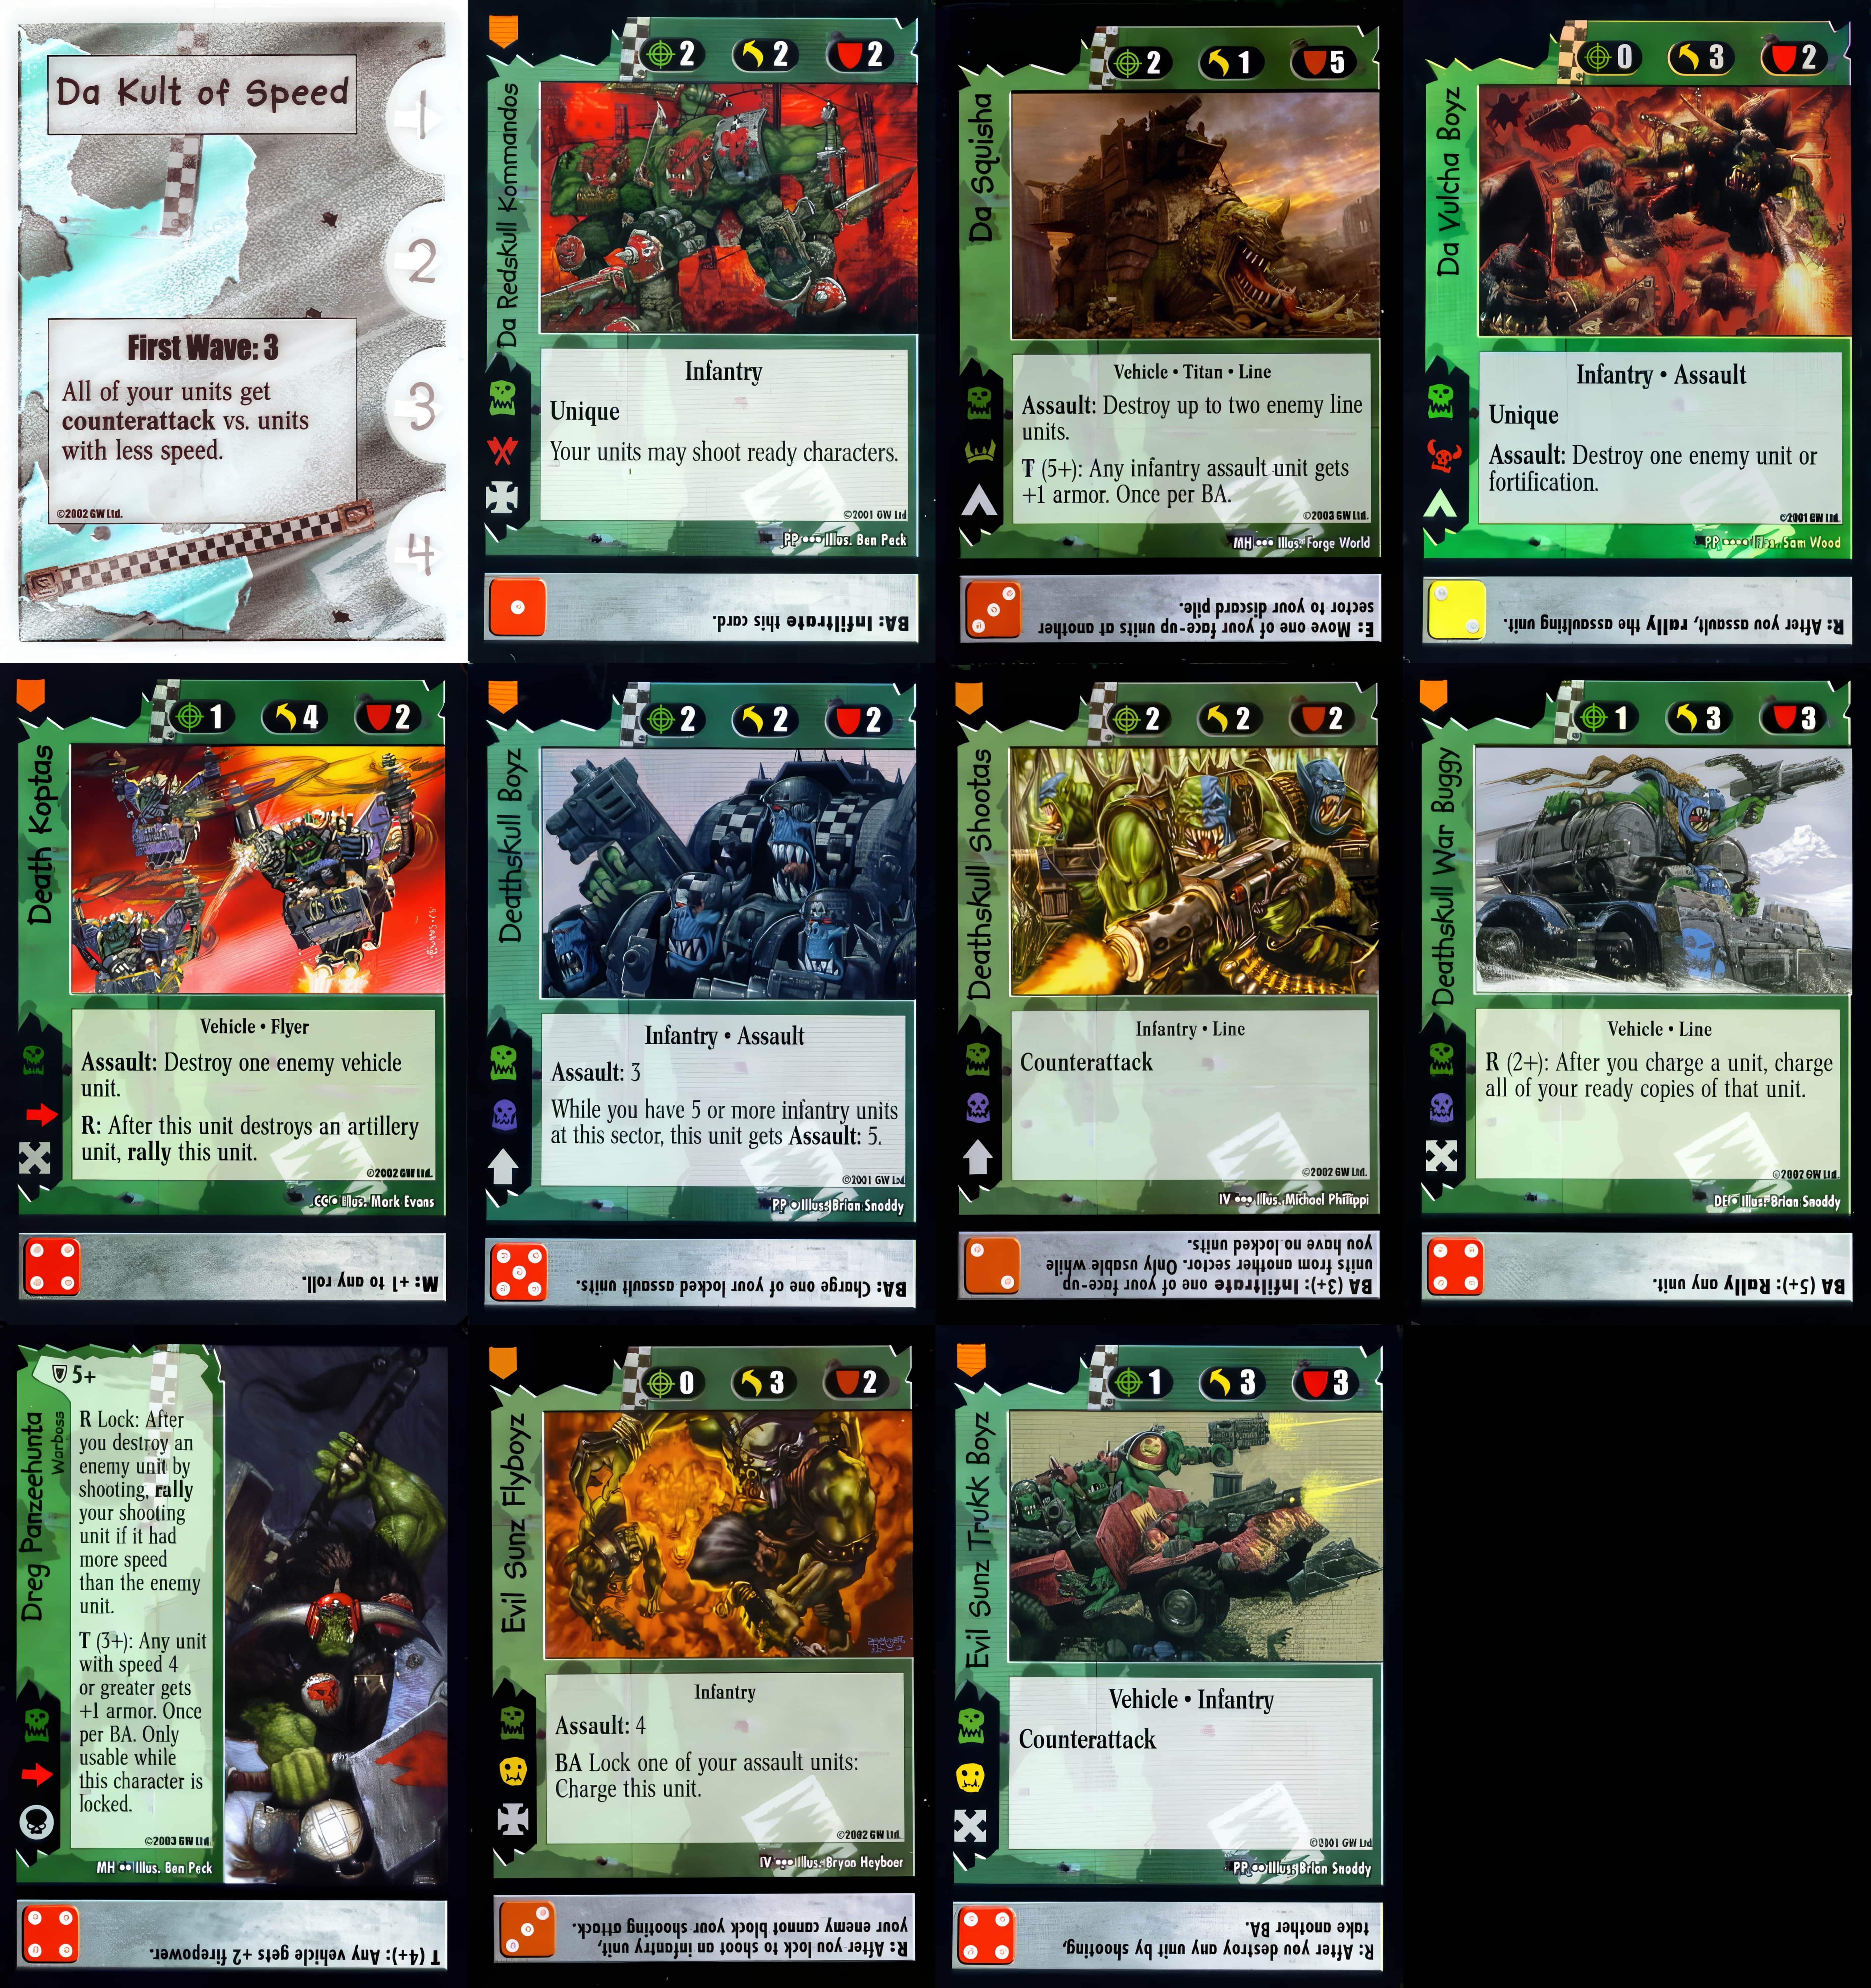 Da Kult of Speed
1
2
3
4
First Wave: 3
All of your units get
counterattack vs. units
with less speed.
©2002 GW Ltd.
2 2 2
Da Redskull Kommandos
Infantry
Unique
Your units may shoot ready characters.
©2001 GW Ltd
PP ••• Illus. Ben Peck
BA: Infiltrate this card.
2 1 5
Da Squisha
Vehicle • Titan • Line
Assault: Destroy up to two enemy line
units.
T (5+): Any infantry assault unit gets
+1 armor. Once per BA.
©2003 GW Ltd.
MH ••• Illus. Forge World
E: Move one of your face-up units at another
sector to your discard pile.
0 3 2
Da Vulcha Boyz
Infantry • Assault
Unique
Assault: Destroy one enemy unit or
fortification.
©2001 GW Ltd.
PP •••• Illus. Sam Wood
R: After you assault, rally the assaulting unit.
1 4 2
Death Koptas
Vehicle • Flyer
Assault: Destroy one enemy vehicle
unit.
R: After this unit destroys an artillery
unit, rally this unit.
©2002 GW Ltd.
CC • Illus. Mark Evans
M: +1 to any roll.
2 2 2
Deathskull Boyz
Infantry • Assault
Assault: 3
While you have 5 or more infantry units
at this sector, this unit gets Assault: 5.
©2001 GW Ltd
PP • Illus. Brian Snoddy
BA: Charge one of your locked assault units.
2 2 2
Deathskull Shootas
Infantry • Line
Counterattack
©2002 GW Ltd.
IV ••• Illus. Michael Phillippi
BA (3+): Infiltrate one of your face-up
units from another sector. Only usable while
you have no locked units.
1 3 3
Deathskull War Buggy
Vehicle • Line
R (2+): After you charge a unit, charge
all of your ready copies of that unit.
©2002 GW Ltd.
DE • Illus. Brian Snoddy
BA (5+): Rally any unit.
5+
Dreg Panzeehunta
Warboss
R Lock: After
you destroy an
enemy unit by
shooting, rally
your shooting
unit if it had
more speed
than the enemy
unit.
T (3+): Any unit
with speed 4
or greater gets
+1 armor. Once
per BA. Only
usable while
this character is
locked.
©2003 GW Ltd.
MH •• Illus. Ben Peck
T (4+): Any vehicle gets +2 firepower.
0 3 2
Evil Sunz Flyboyz
Infantry
Assault: 4
BA Lock one of your assault units:
Charge this unit.
©2002 GW Ltd.
IV ••• Illus. Bryon Heyboer
R: After you lock to shoot an infantry unit,
your enemy cannot block your shooting attack.
1 3 3
Evil Sunz Trukk Boyz
Vehicle • Infantry
Counterattack
©2001 GW Ltd
PP •• Illus. Brian Snoddy
R: After you destroy any unit by shooting,
take another BA.